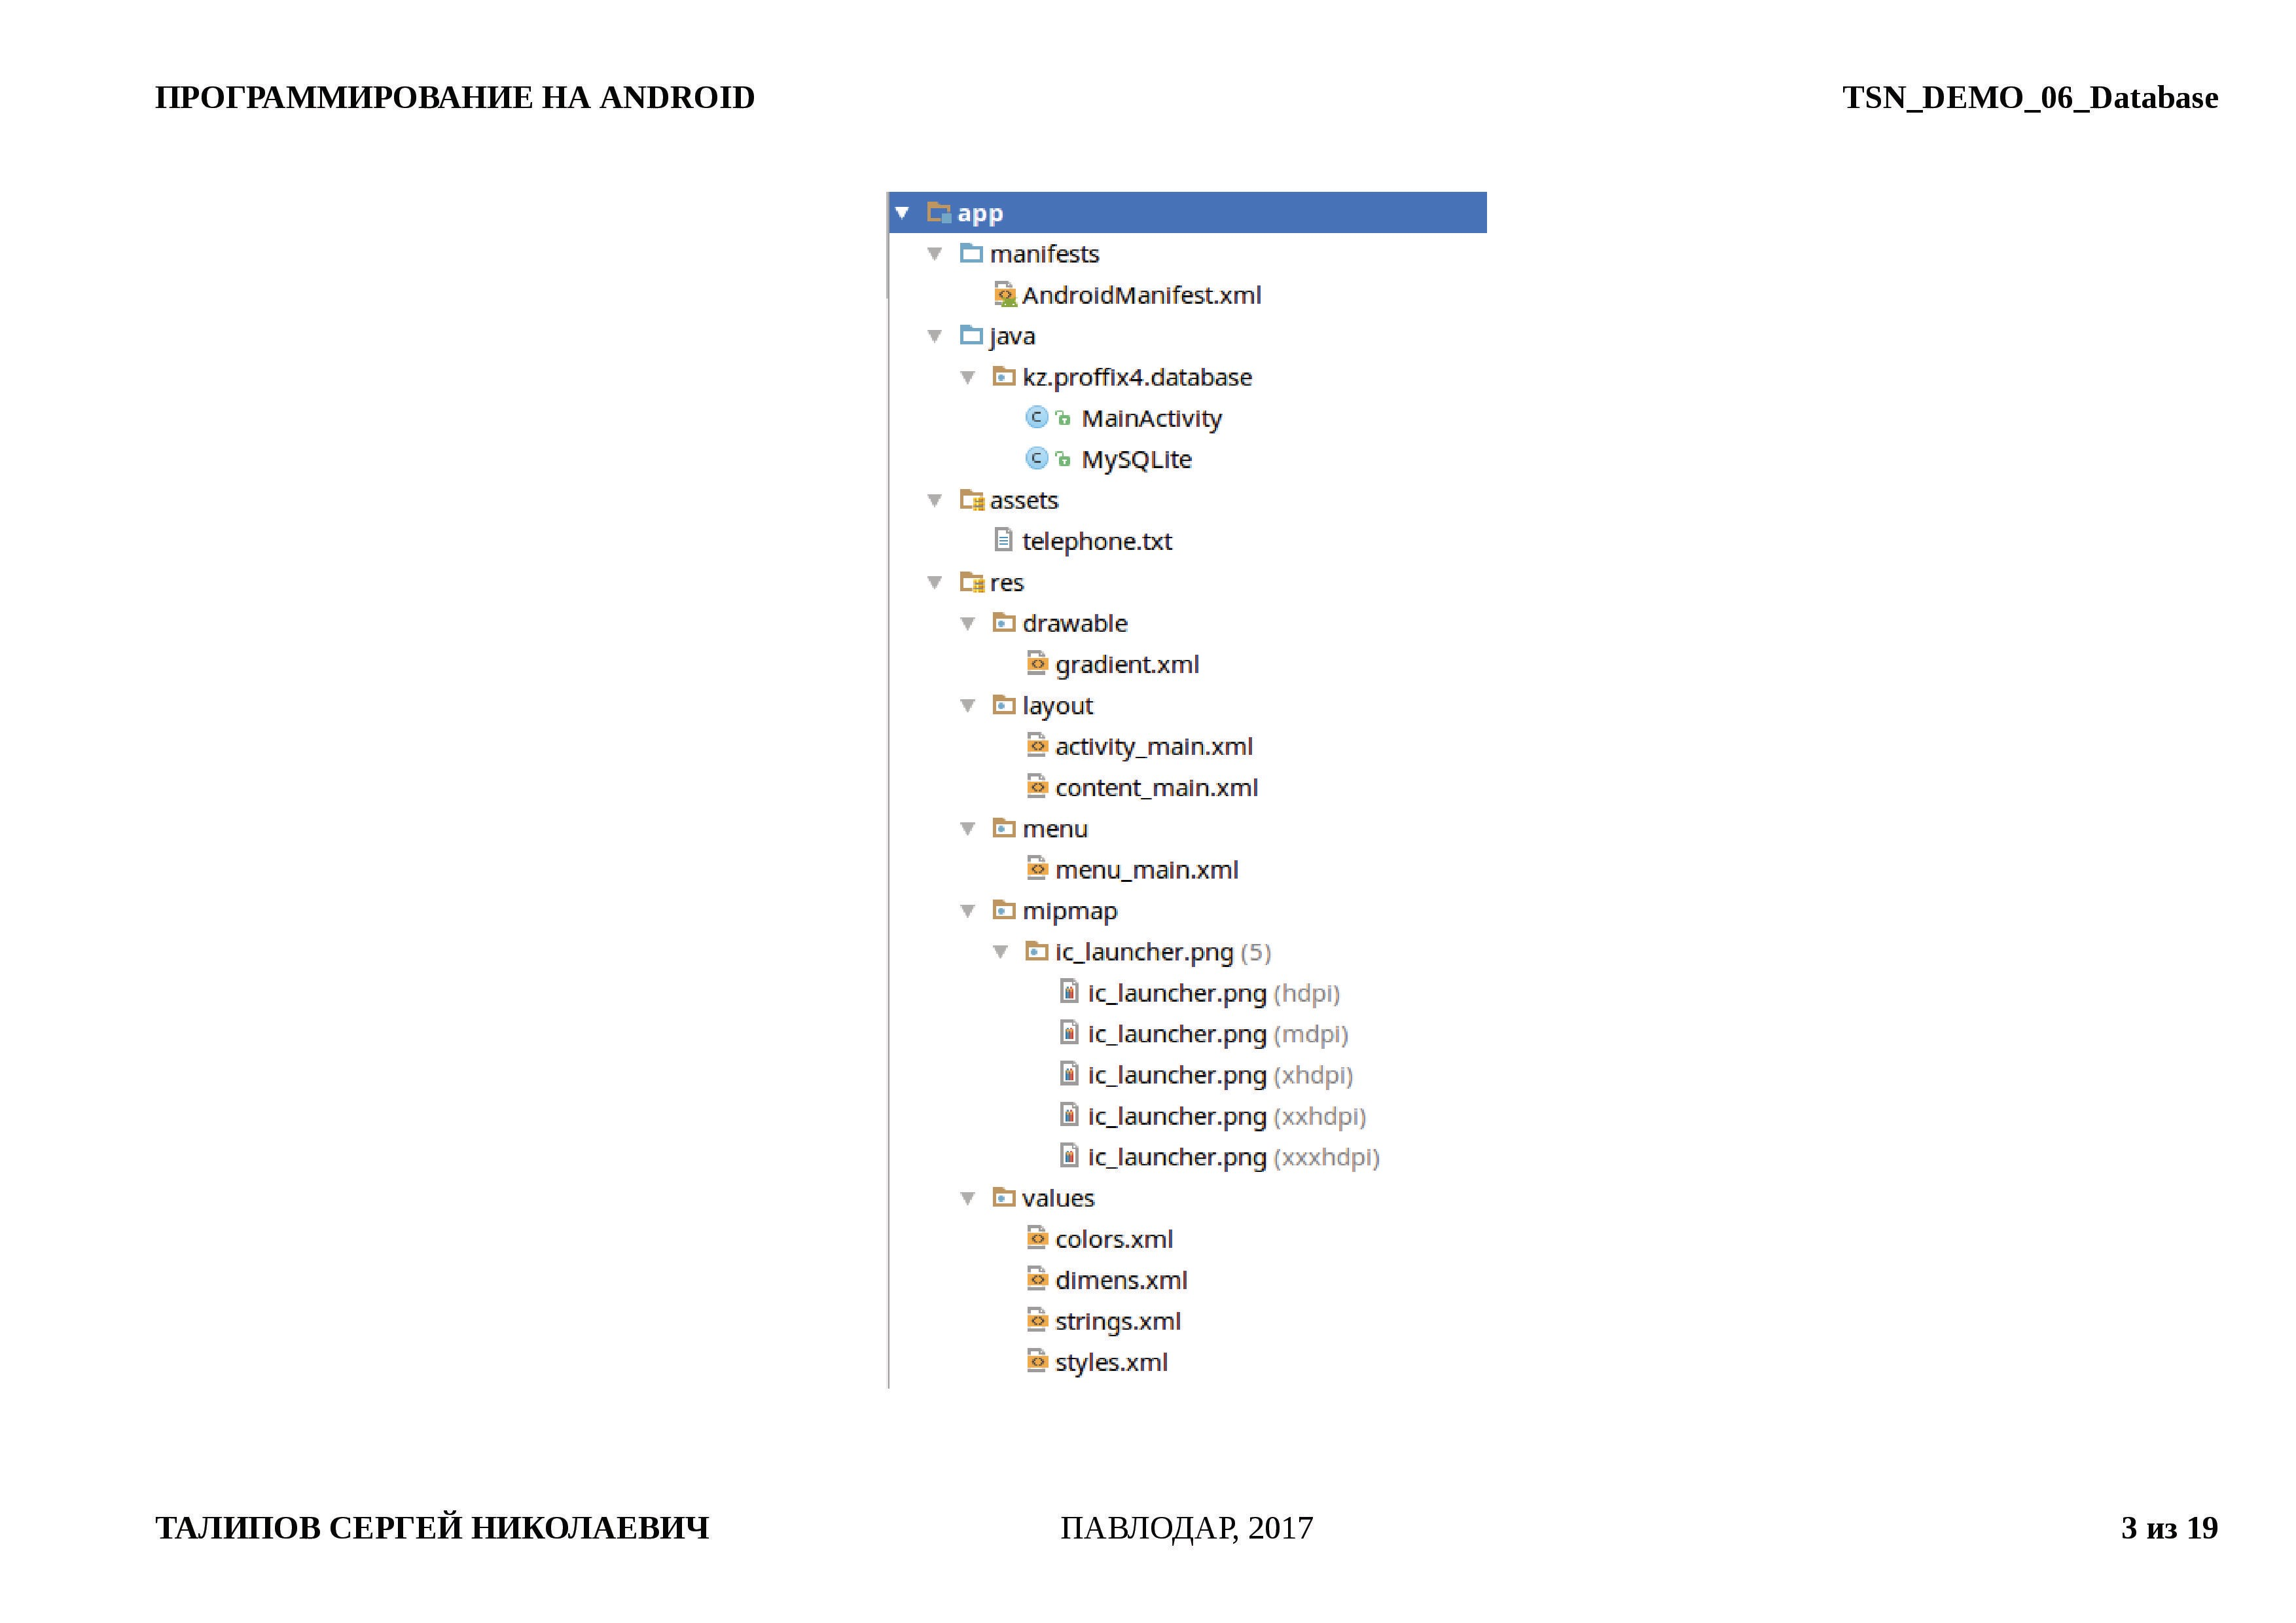 ПРОГРАММИРОВАНИЕ НА ANDROID
TSN_DEMO_06_Database
app
manifests
AndroidManifest.xml
java
kz.proffix4.database
MainActivity
MySQLite
assets
telephone.txt
res
drawable
gradient.xml
layout
activity_main.xml
content_main.xml
menu
menu_main.xml
mipmap
ic_launcher.png (5)
ic_launcher.png (hdpi)
ic_launcher.png (mdpi)
ic_launcher.png (xhdpi)
ic_launcher.png (xxhdpi)
ic_launcher.png (xxxhdpi)
values
colors.xml
dimens.xml
strings.xml
styles.xml
ТАЛИПОВ СЕРГЕЙ НИКОЛАЕВИЧ
ПАВЛОДАР, 2017
3 из 19